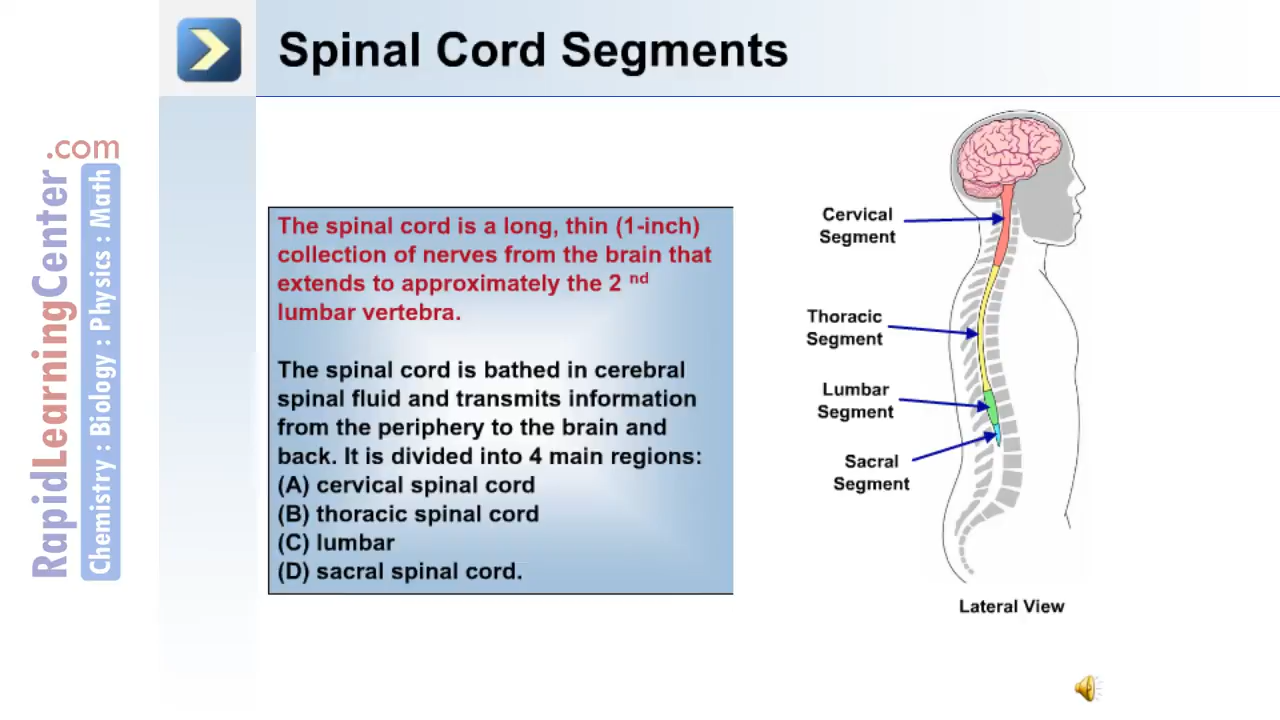 Spinal Cord Segments
RapidLearningCenter.com
Chemistry : Biology : Physics : Math
The spinal cord is a long, thin (1-inch)
collection of nerves from the brain that
extends to approximately the 2 nd
lumbar vertebra.
The spinal cord is bathed in cerebral
spinal fluid and transmits information
from the periphery to the brain and
back. It is divided into 4 main regions:
(A) cervical spinal cord
(B) thoracic spinal cord
(C) lumbar
(D) sacral spinal cord.
Cervical
Segment
Thoracic
Segment
Lumbar
Segment
Sacral
Segment
Lateral View